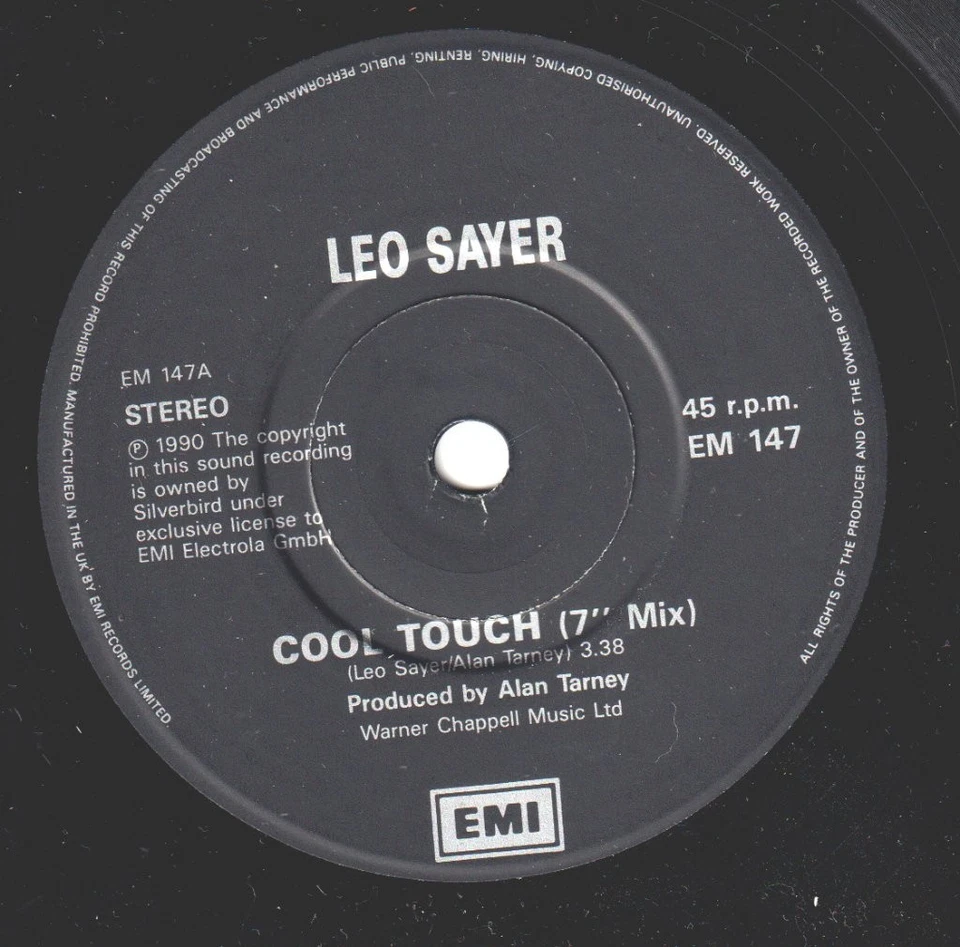 ALL RIGHTS OF THE PRODUCER AND OF THE OWNER OF THE RECORDED WORK RESERVED. UNAUTHORISED COPYING, HIRING, RENTING, PUBLIC PERFORMANCE AND BROADCASTING OF THIS RECORD PROHIBITED. MANUFACTURED IN THE UK BY EMI RECORDS LIMITED
LEO SAYER
EM 147A
STEREO
℗ 1990 The copyright
in this sound recording
is owned by
Silverbird under
exclusive license to
EMI Electrola GmbH
45 r.p.m.
EM 147
COOL TOUCH (7" Mix)
(Leo Sayer/Alan Tarney) 3.38
Produced by Alan Tarney
Warner Chappell Music Ltd
EMI